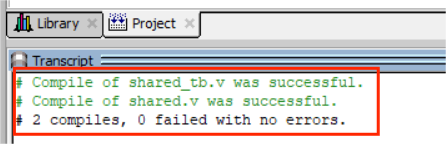 Library
Project
Transcript
# Compile of shared_tb.v was successful.
# Compile of shared.v was successful.
# 2 compiles, 0 failed with no errors.